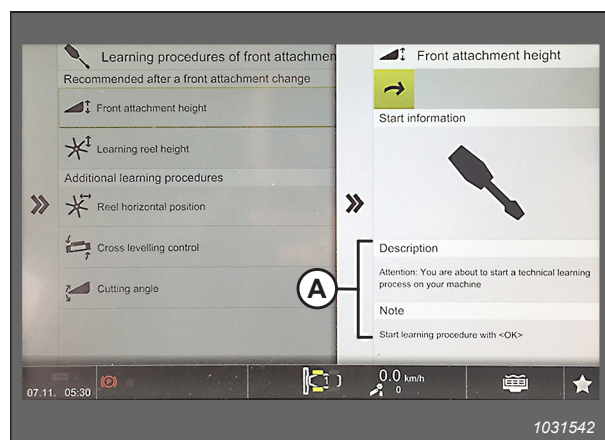 Learning procedures of front attachmen
Recommended after a front attachment change
Front attachment height
Learning reel height
Additional learning procedures
Reel horizontal position
Cross levelling control
Cutting angle
Front attachment height
Start information
Description
Attention: You are about to start a technical learning
process on your machine
Note
Start learning procedure with <OK>
A
07.11. 05:30
(P)
1
0.0 km/h
0
1031542